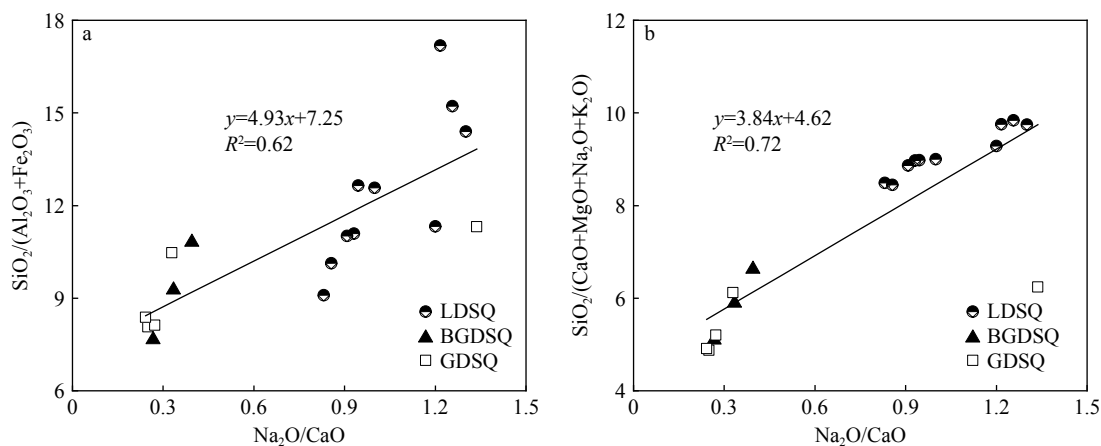 a
18
15
12
9
6
SiO₂/(Al₂O₃+Fe₂O₃)
y=4.93x+7.25
R²=0.62
LDSQ
BGDSQ
GDSQ
0
0.3
0.6
0.9
1.2
1.5
Na₂O/CaO
b
12
10
8
6
4
SiO₂/(CaO+MgO+Na₂O+K₂O)
y=3.84x+4.62
R²=0.72
LDSQ
BGDSQ
GDSQ
0
0.3
0.6
0.9
1.2
1.5
Na₂O/CaO